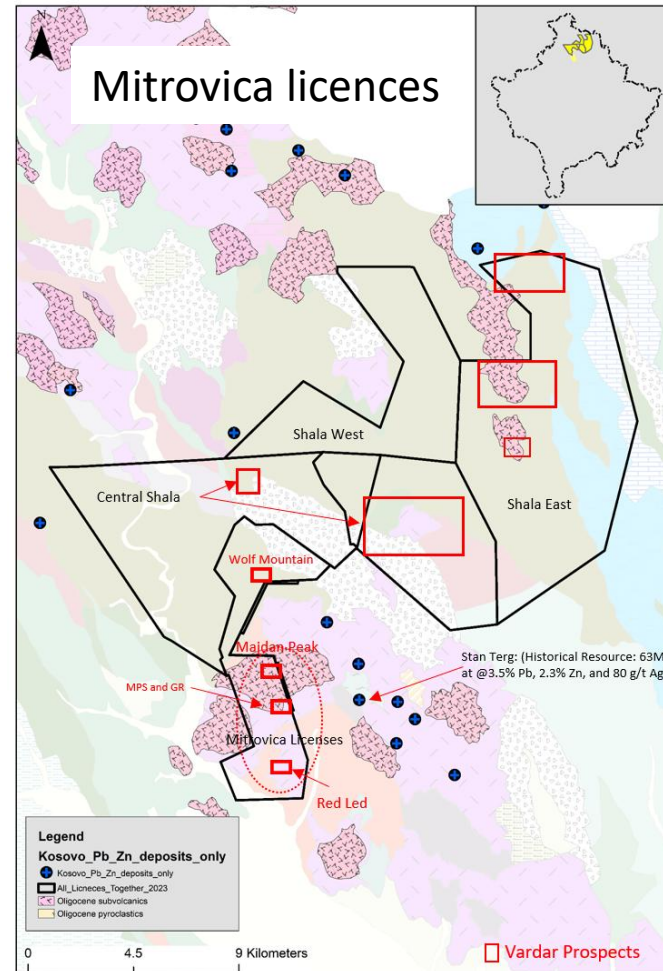 N
Mitrovica licences
Shala West
Central Shala
Shala East
Wolf Mountain
Majdan Peak
Stan Terg: (Historical Resource: 63M
at @3.5% Pb, 2.3% Zn, and 80 g/t Ag
MPS and GR
Mitrovica Licenses
Red Led
Legend
Kosovo_Pb_Zn_deposits_only
Kosovo_Pb_Zn_deposits_only
All_Licneces_Together_2023
Oligocene subvolcanics
Oligocene pyroclastics
0 4.5 9 Kilometers
Vardar Prospects